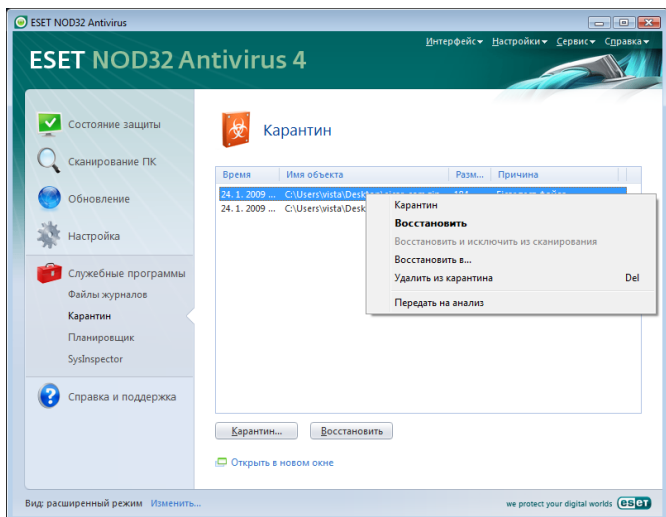 ESET NOD32 Antivirus
Интерфейс Настройки Сервис Справка
ESET NOD32 Antivirus 4
Состояние защиты
Сканирование ПК
Обновление
Настройка
Служебные программы
Файлы журналов
Карантин
Планировщик
SysInspector
Справка и поддержка
Карантин
Время Имя объекта Разм... Причина
24. 1. 2009 ...
24. 1. 2009 ... C:\Users\vista\Desk
Карантин
Восстановить
Восстановить и исключить из сканирования
Восстановить в...
Удалить из карантина Del
Передать на анализ
Карантин... Восстановить
Открыть в новом окне
Вид: расширенный режим Изменить...
we protect your digital worlds eset